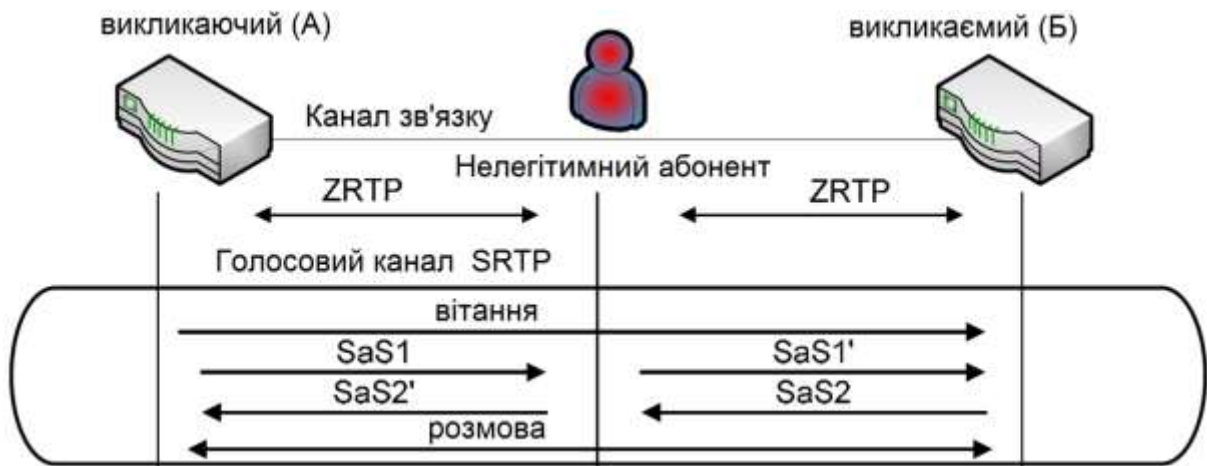 викликаючий (А)
викликаємий (Б)
Канал зв'язку
Нелегітимний абонент
ZRTP
ZRTP
Голосовий канал SRTP
вітання
SaS1
SaS1'
SaS2'
SaS2
розмова